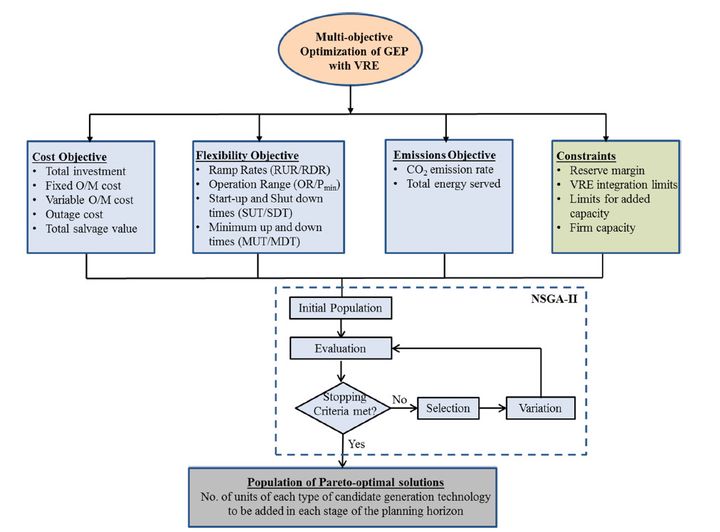 Multi-objective
Optimization of GEP
with VRE
Cost Objective
• Total investment
• Fixed O/M cost
• Variable O/M cost
• Outage cost
• Total salvage value
Flexibility Objective
• Ramp Rates (RUR/RDR)
• Operation Range (OR/Pmin)
• Start-up and Shut down
times (SUT/SDT)
• Minimum up and down
times (MUT/MDT)
Emissions Objective
• CO2 emission rate
• Total energy served
Constraints
• Reserve margin
• VRE integration limits
• Limits for added
capacity
• Firm capacity
NSGA-II
Initial Population
Evaluation
Stopping
Criteria met?
No
Selection
Variation
Yes
Population of Pareto-optimal solutions
No. of units of each type of candidate generation technology
to be added in each stage of the planning horizon